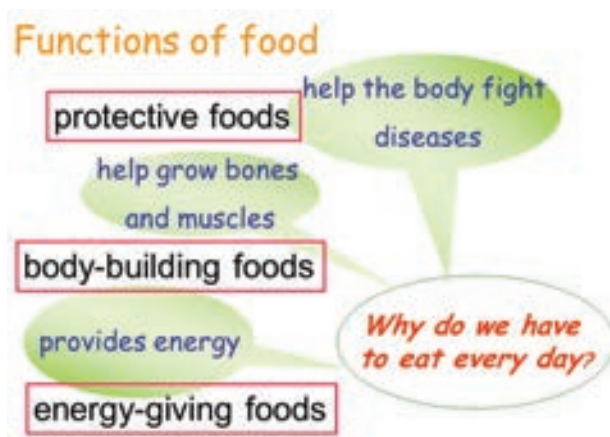 Functions of food
help the body fight
diseases
protective foods
help grow bones
and muscles
body-building foods
provides energy
energy-giving foods
Why do we have
to eat every day?